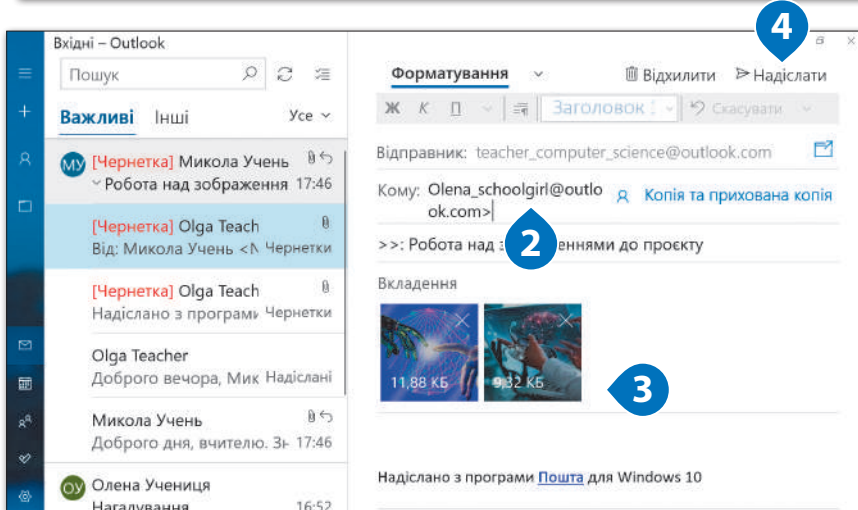 4
Вхідні – Outlook
Пошук
Важливі Інші Усе
МУ [Чернетка] Микола Учень
Робота над зображення 17:46
[Чернетка] Olga Teach
Від: Микола Учень <N Чернетки
[Чернетка] Olga Teach
Надіслано з програми Чернетки
Olga Teacher
Доброго вечора, Мик Надіслані
Микола Учень
Доброго дня, вчителю. Зн 17:46
ОУ Олена Учениця
Нагадування 16:52
Форматування Відхилити Надіслати
Ж К П Заголовок 1 Скасувати
Відправник: teacher_computer_science@outlook.com
Кому: Olena_schoolgirl@outlo
ok.com> Копія та прихована копія
2
>>: Робота над з еннями до проєкту
Вкладення
11,88 КБ 9,32 КБ
3
Надіслано з програми Пошта для Windows 10